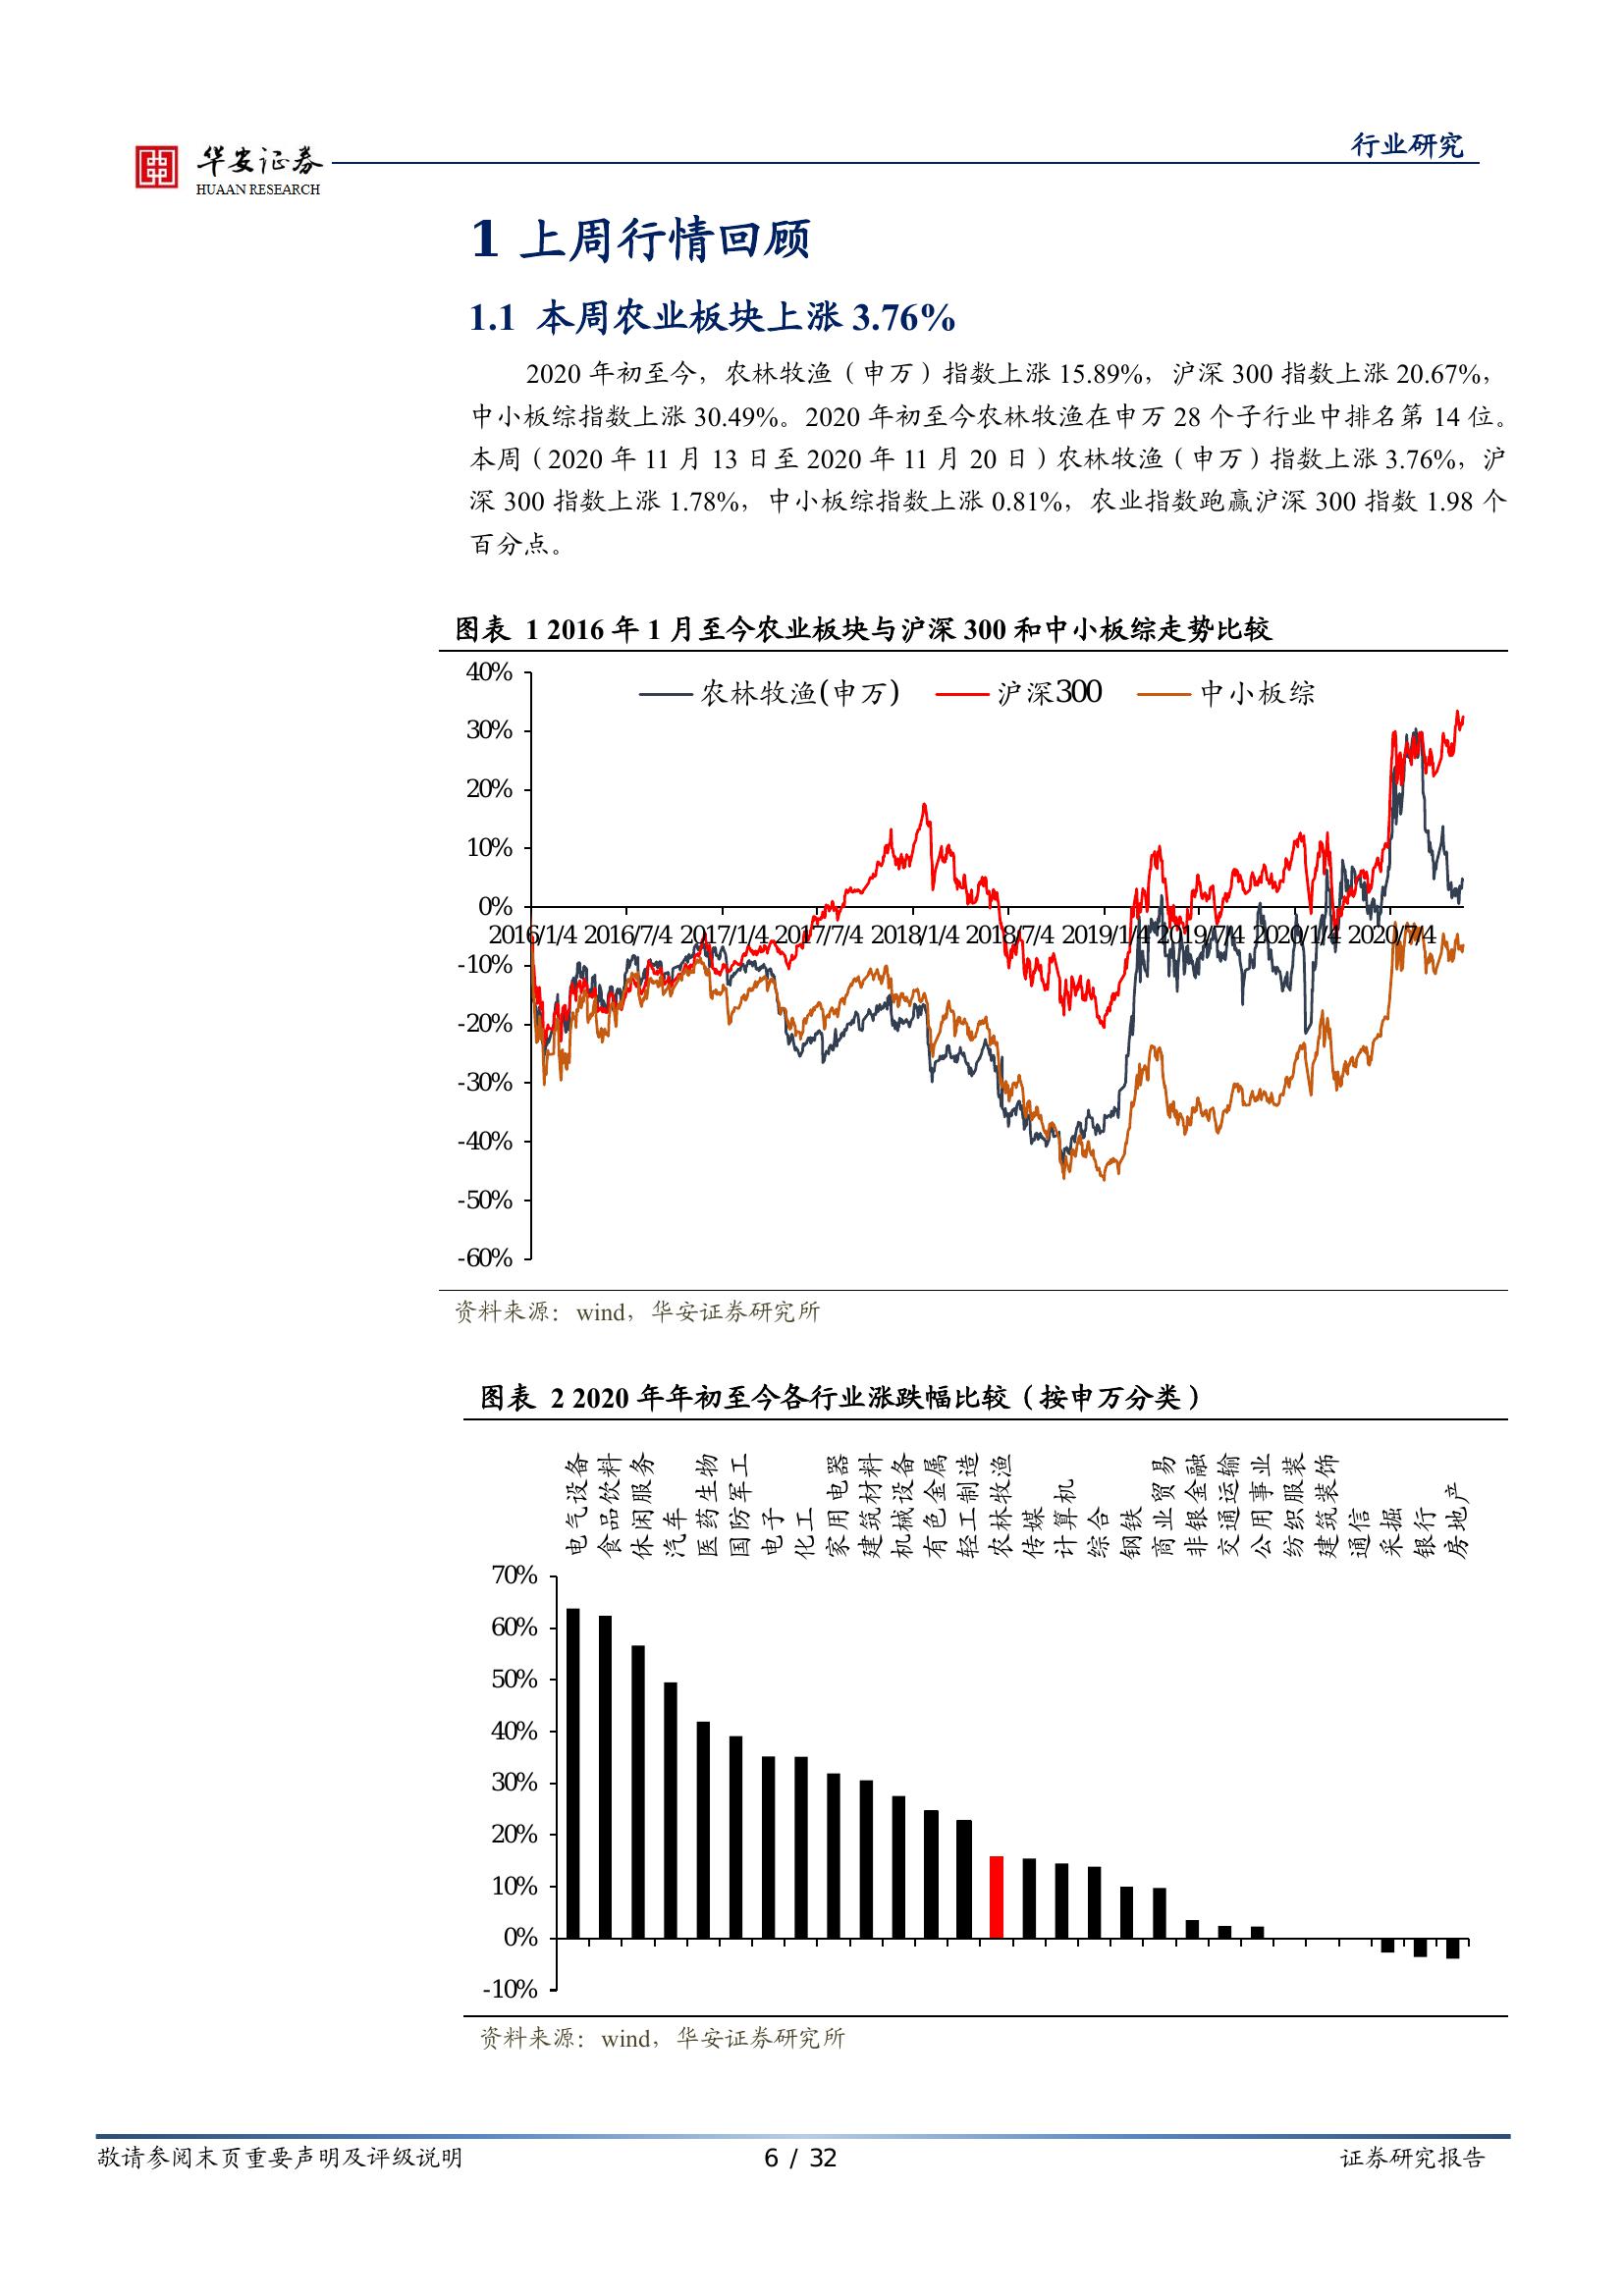 华安证券
HUAAN RESEARCH
行业研究
1 上周行情回顾
1.1 本周农业板块上涨 3.76%
2020 年初至今，农林牧渔（申万）指数上涨 15.89%，沪深 300 指数上涨 20.67%，
中小板综指数上涨 30.49%。2020 年初至今农林牧渔在申万 28 个子行业中排名第 14 位。
本周（2020 年 11 月 13 日至 2020 年 11 月 20 日）农林牧渔（申万）指数上涨 3.76%，沪
深 300 指数上涨 1.78%，中小板综指数上涨 0.81%，农业指数跑赢沪深 300 指数 1.98 个
百分点。
图表 1 2016 年 1 月至今农业板块与沪深 300 和中小板综走势比较
农林牧渔(申万) 沪深300 中小板综
40%
30%
20%
10%
0%
-10%
-20%
-30%
-40%
-50%
-60%
2016/1/4 2016/7/4 2017/1/4 2017/7/4 2018/1/4 2018/7/4 2019/1/4 2019/7/4 2020/1/4 2020/7/4
资料来源：wind，华安证券研究所
图表 2 2020 年年初至今各行业涨跌幅比较（按申万分类）
电气设备
食品饮料
休闲服务
汽车
医药生物
国防军工
电子
化工
家用电器
建筑材料
机械设备
有色金属
轻工制造
农林牧渔
传媒
计算机
综合
钢铁
商业贸易
非银金融
交通运输
公用事业
纺织服装
建筑装饰
通信
采掘
银行
房地产
70%
60%
50%
40%
30%
20%
10%
0%
-10%
资料来源：wind，华安证券研究所
敬请参阅末页重要声明及评级说明
6 / 32
证券研究报告